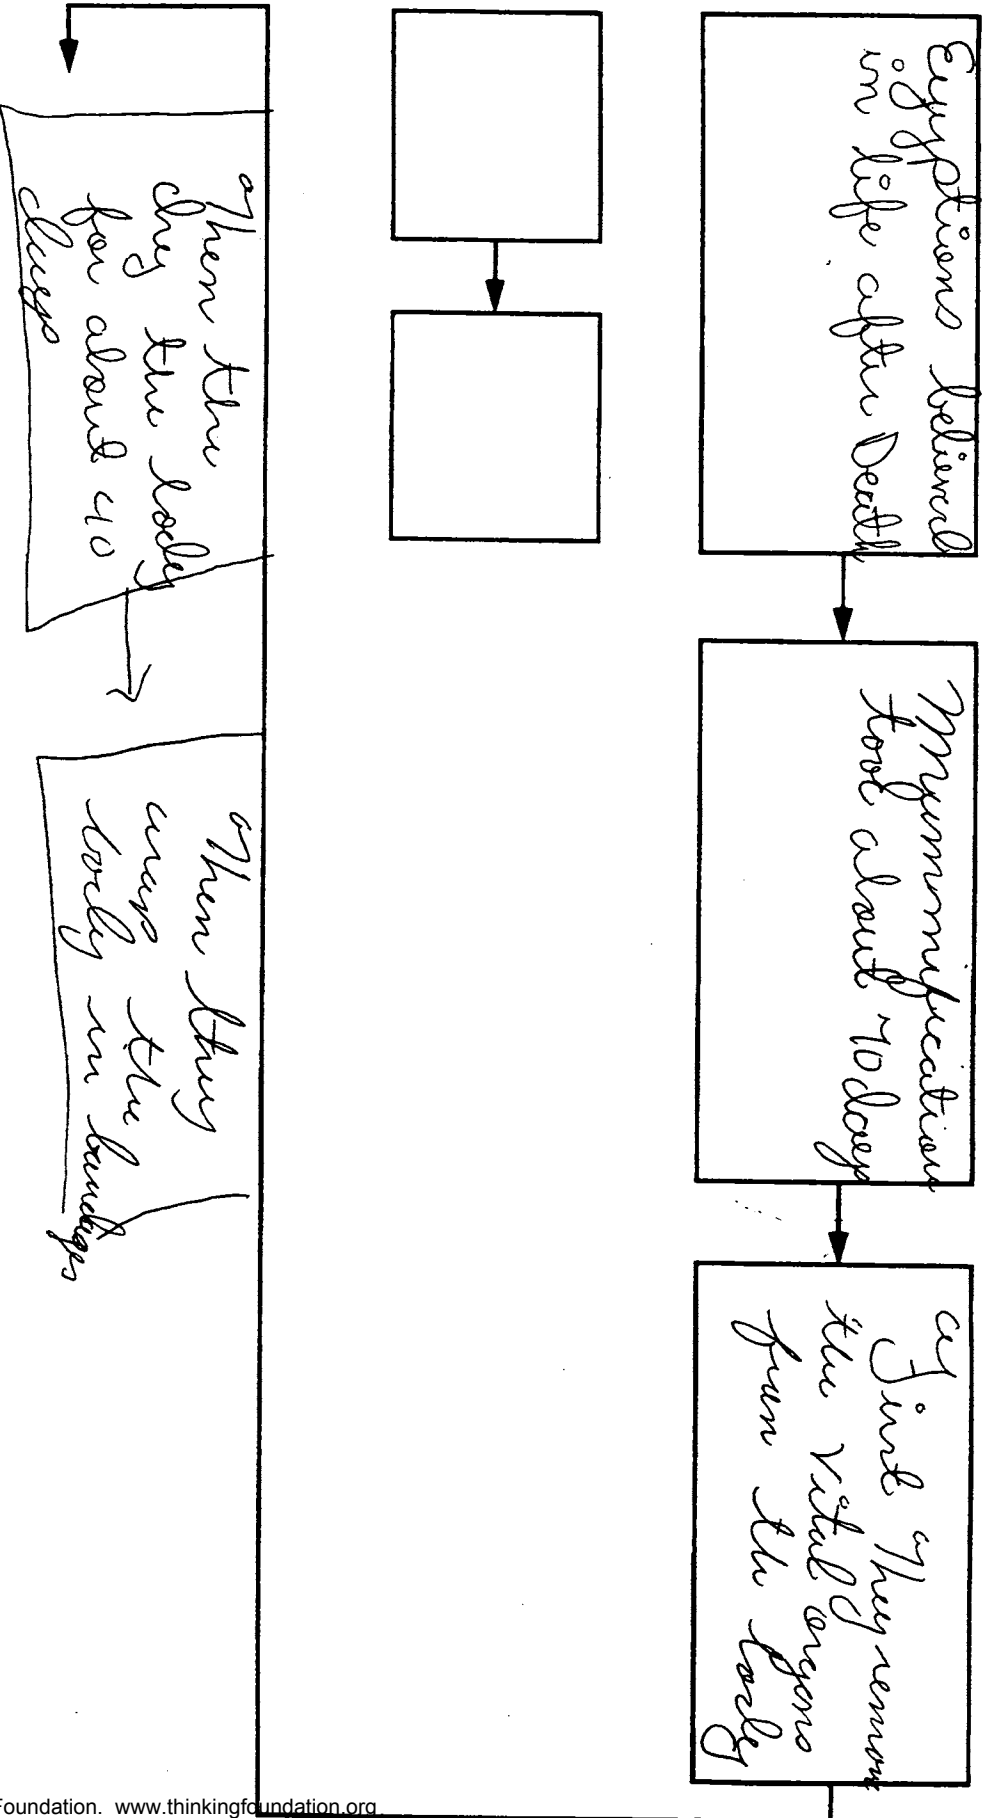 Egyptions believed
in life after Death
Mummification
took about 70 days
First They remove
the vital organs
from the body
Then the
dry the body
for about 40
days
Then they
wrap the
body in bandages
Foundation. www.thinkingfoundation.org